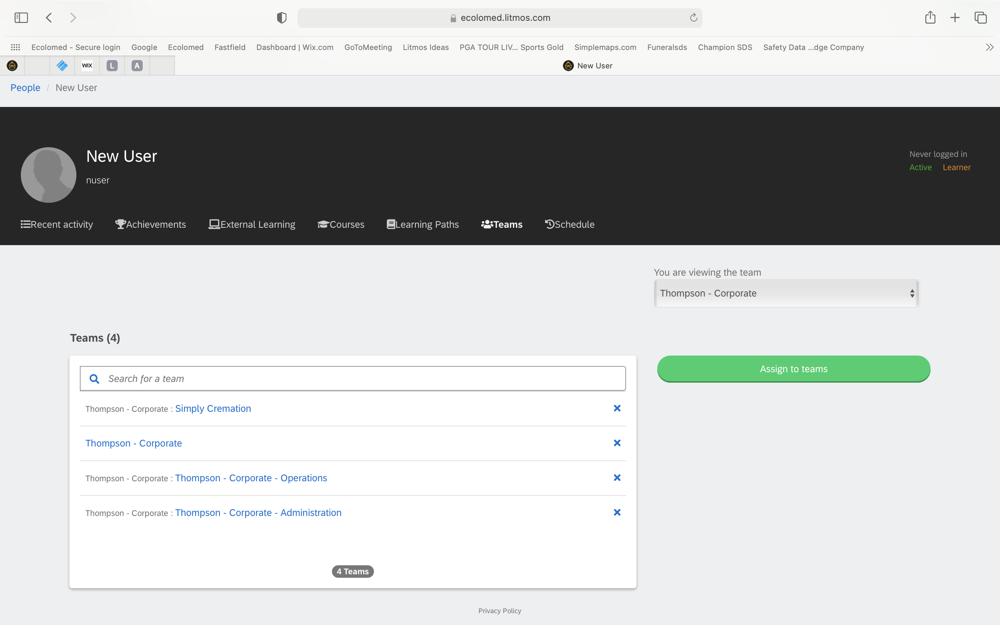 ecolomed.litmos.com
Ecolomed - Secure login Google Ecolomed Fastfield Dashboard | Wix.com GoToMeeting Litmos Ideas PGA TOUR LIV... Sports Gold Simplemaps.com Funeralsds Champion SDS Safety Data ...dge Company
WIX L A New User
People / New User
New User
nuser
Never logged in
Active Learner
Recent activity Achievements External Learning Courses Learning Paths Teams Schedule
You are viewing the team
Thompson - Corporate
Teams (4)
Search for a team
Assign to teams
Thompson - Corporate : Simply Cremation
Thompson - Corporate
Thompson - Corporate : Thompson - Corporate - Operations
Thompson - Corporate : Thompson - Corporate - Administration
4 Teams
Privacy Policy